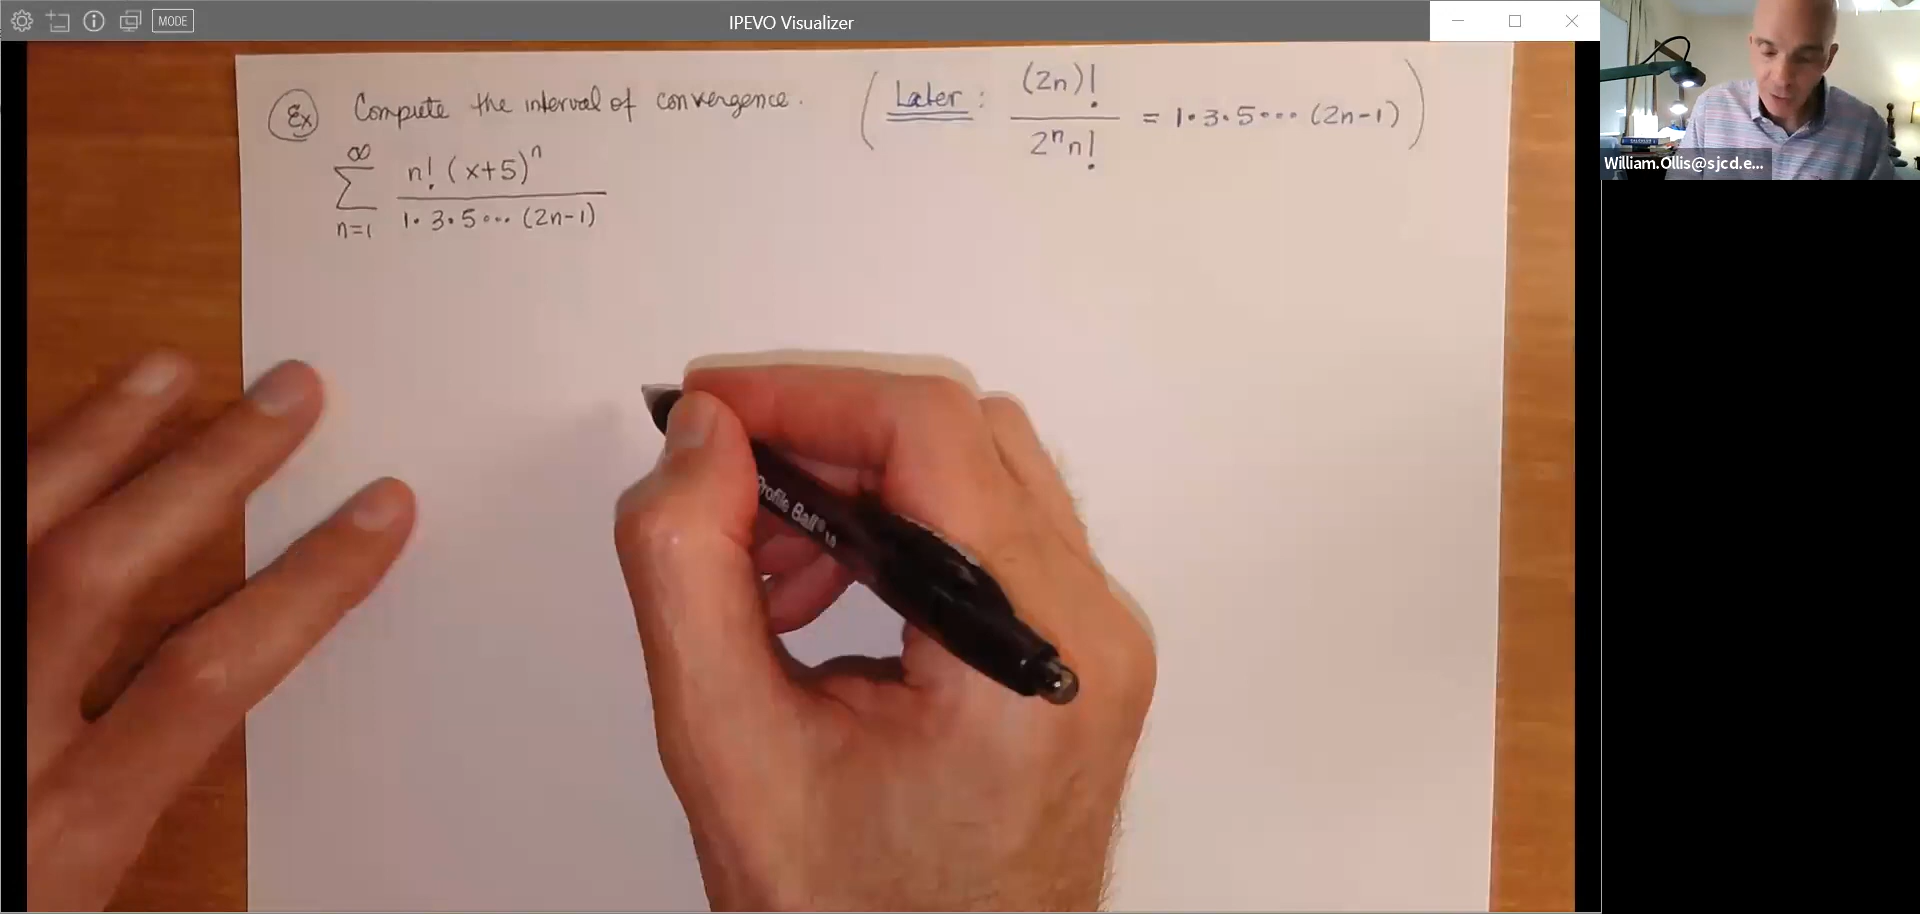 MODE
IPEVO Visualizer
Ex Compute the interval of convergence.
(Later: (2n)! / 2ⁿ n! = 1·3·5··· (2n-1))
∞
Σ n! (x+5)ⁿ / 1·3·5··· (2n-1)
n=1
Profile Ball®
William.Ollis@sjcd.e...